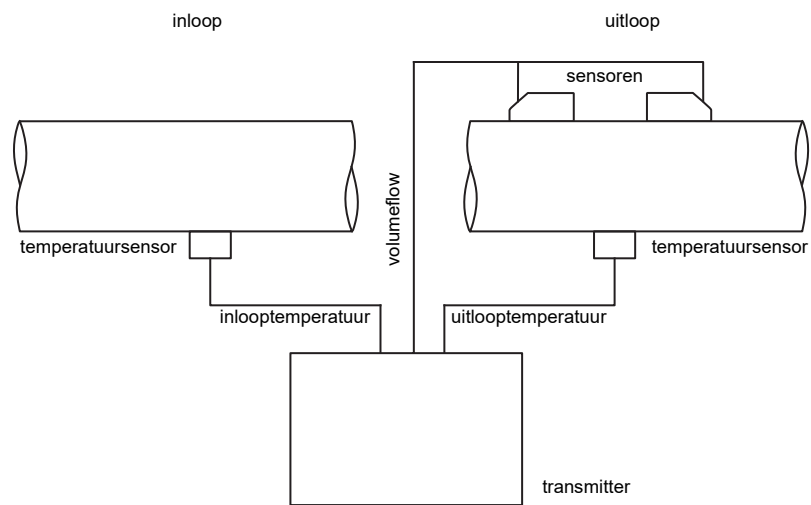 inloop
uitloop
sensoren
volumeflow
temperatuursensor
temperatuursensor
inlooptemperatuur
uitlooptemperatuur
transmitter